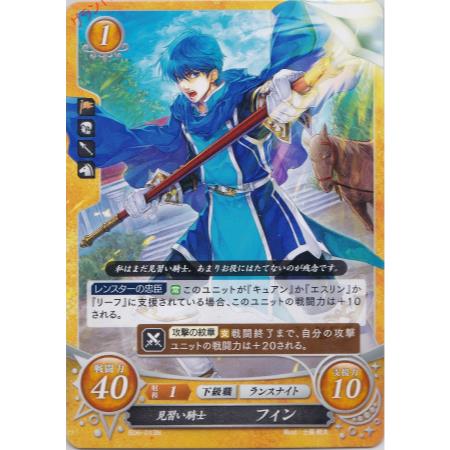 1
私はまだ見習い騎士。あまりお役にはたてないのが残念です。
レンスターの忠臣 常 このユニットが『キュアン』か『エスリン』か
『リーフ』に支援されている場合、このユニットの戦闘力は+10
される。
攻撃の紋章 支 戦闘終了まで、自分の攻撃
ユニットの戦闘力は+20される。
戦闘力
40
射程 1 下級職 ランスナイト
支援力
10
見習い騎士 フィン